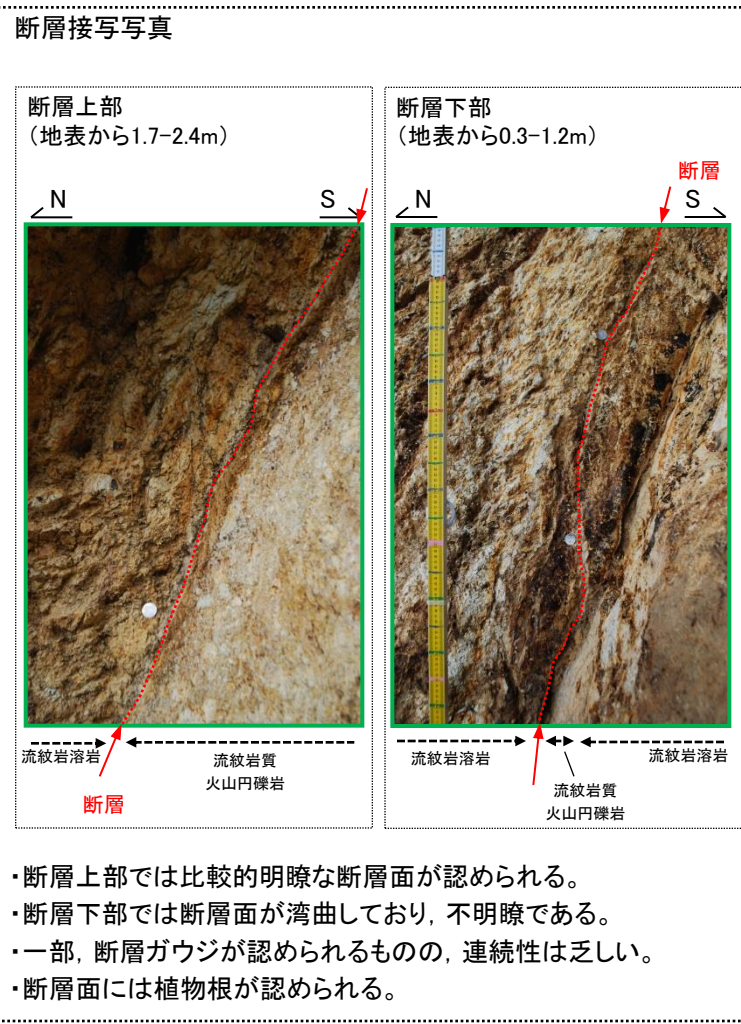 断層接写写真
断層上部
（地表から1.7-2.4m）
N
S
流紋岩溶岩
流紋岩質
火山円礫岩
断層
断層下部
（地表から0.3-1.2m）
断層
N
S
流紋岩溶岩
流紋岩質
火山円礫岩
流紋岩溶岩
・断層上部では比較的明瞭な断層面が認められる。
・断層下部では断層面が湾曲しており，不明瞭である。
・一部，断層ガウジが認められるものの，連続性は乏しい。
・断層面には植物根が認められる。